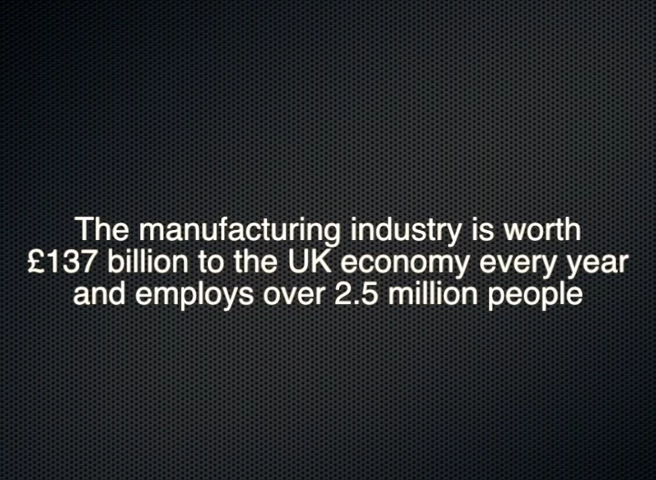 The manufacturing industry is worth
£137 billion to the UK economy every year
and employs over 2.5 million people